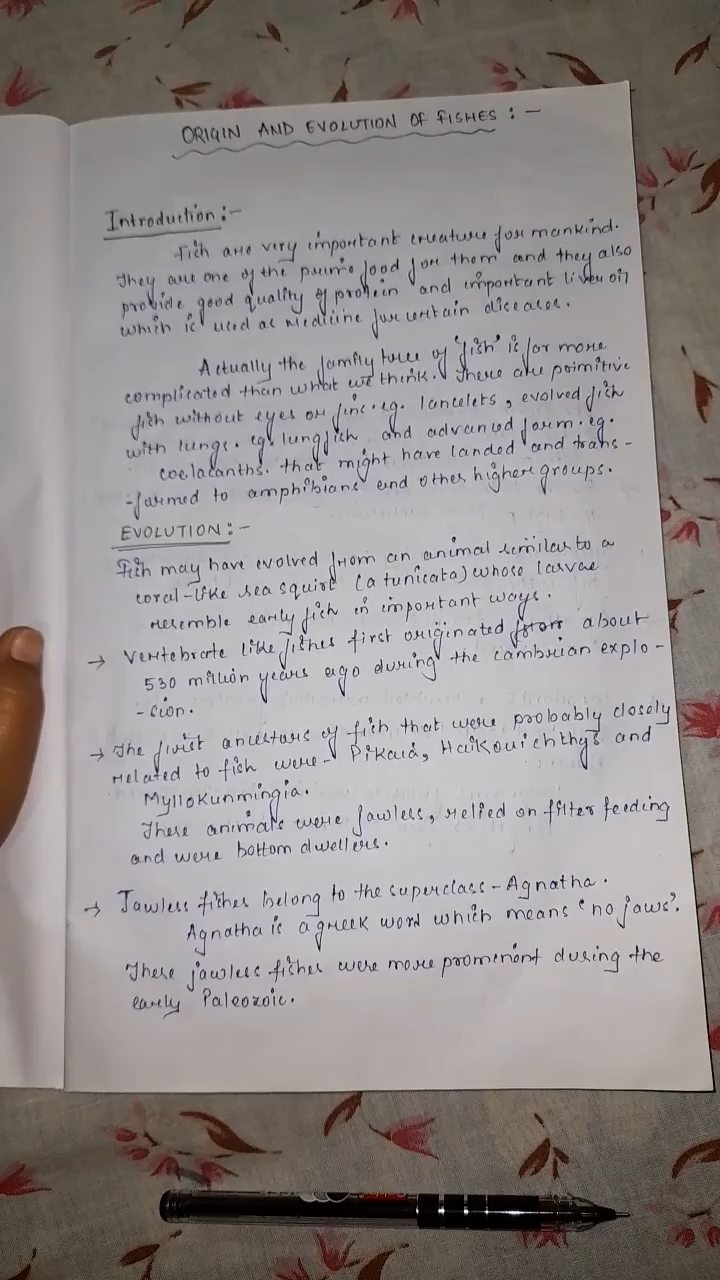 ORIGIN AND EVOLUTION OF FISHES :-
Introduction :-
Fish are very important creature for mankind.
They are one of the prime food for them and they also
provide good quality of protein and important liver oil
which is used as medicine for certain diseases.
Actually the family tree of 'fish' is far more
complicated than what we think. There are primitive
fish without eyes or fins. eg. lancelets, evolved fish
with lungs. eg. lungfish and advanced form. eg.
coelacanths. that might have landed and trans-
-formed to amphibians and other higher groups.
EVOLUTION :-
Fish may have evolved from an animal similar to a
coral-like sea squirt (a tunicata) whose larvae
resemble early fish in important ways.
→ Vertebrate like fishes first originated about
530 million years ago during the cambrian explo-
-sion.
→ The first ancestors of fish that were probably closely
related to fish were- Pikaia, Haikouichthys and
Myllokunmingia.
These animals were jawless, relied on filter feeding
and were bottom dwellers.
→ Jawless fishes belong to the superclass - Agnatha.
Agnatha is a greek word which means 'no jaws'.
These jawless fishes were more prominent during the
early Paleozoic.